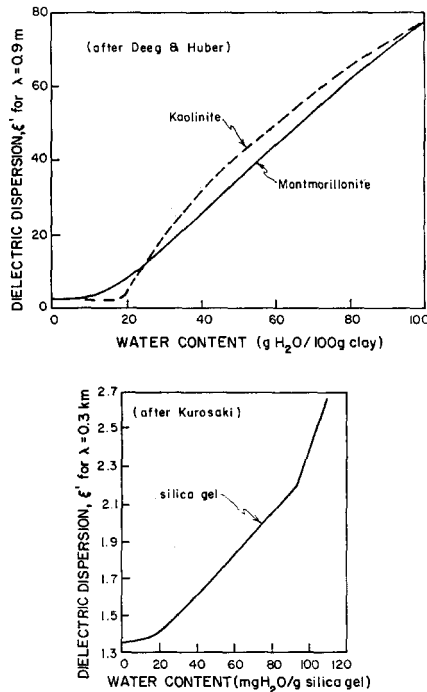 DIELECTRIC DISPERSION, ξ' for λ=0.9m
80
60
40
20
0
(after Deeg & Huber)
Kaolinite
Montmorillonite
0 20 40 60 80 100
WATER CONTENT (g H₂O/100g clay)
DIELECTRIC DISPERSION, ξ' for λ=0.3 km
2.7
2.5
2.3
2.1
1.9
1.7
1.5
1.3
(after Kurosaki)
silica gel
0 20 40 60 80 100 120
WATER CONTENT (mgH₂O/g silica gel)